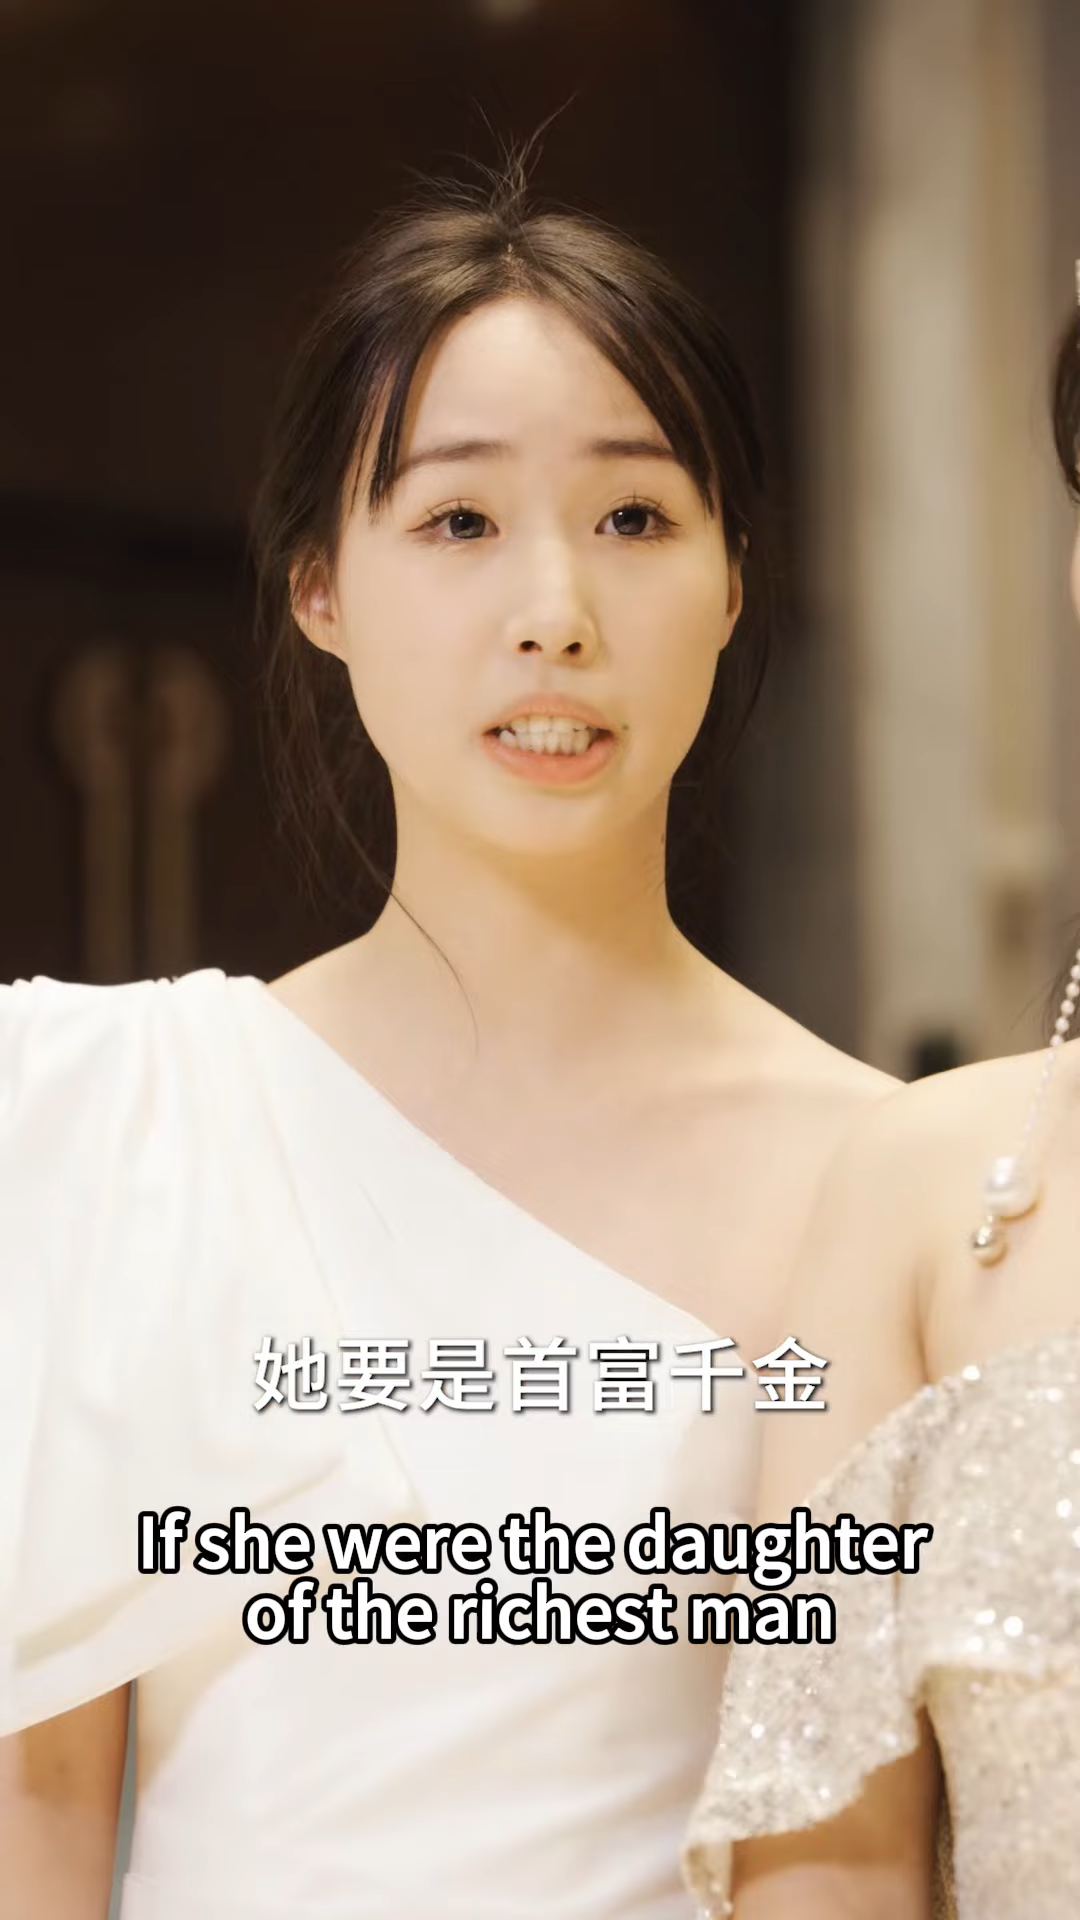 她要是首富千金
If she were the daughter
of the richest man